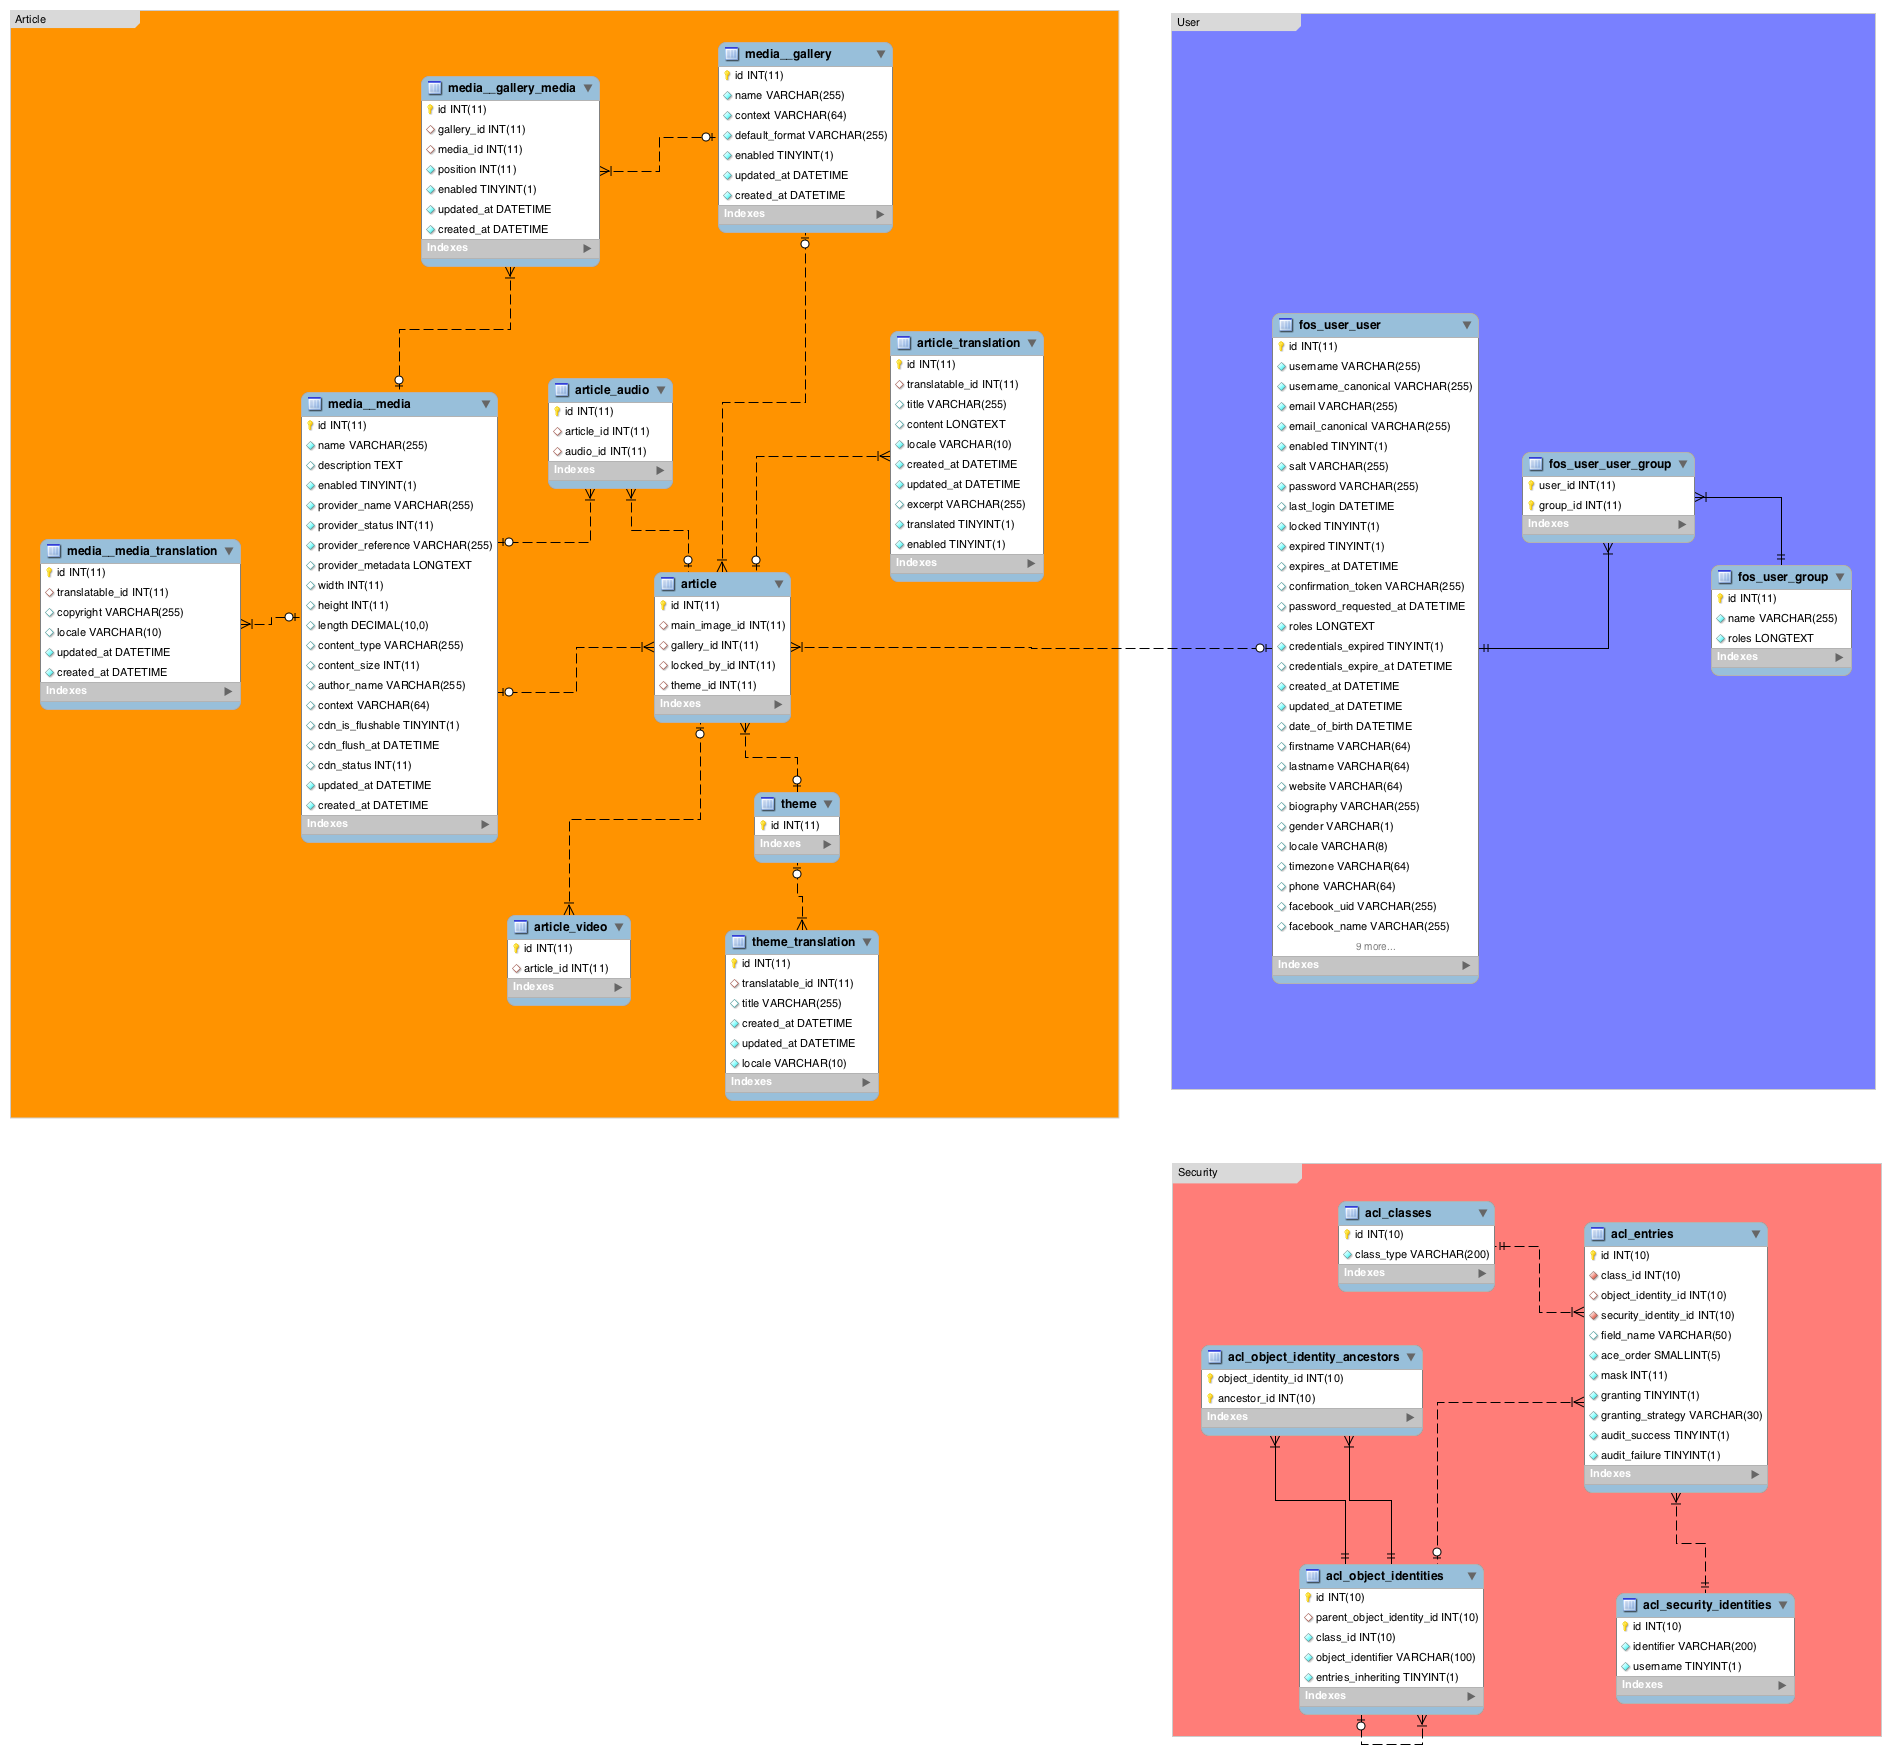 Article
media__gallery
id INT(11)
name VARCHAR(255)
context VARCHAR(64)
default_format VARCHAR(255)
enabled TINYINT(1)
updated_at DATETIME
created_at DATETIME
Indexes
media__gallery_media
id INT(11)
gallery_id INT(11)
media_id INT(11)
position INT(11)
enabled TINYINT(1)
updated_at DATETIME
created_at DATETIME
Indexes
article_translation
id INT(11)
translatable_id INT(11)
title VARCHAR(255)
content LONGTEXT
locale VARCHAR(10)
created_at DATETIME
updated_at DATETIME
excerpt VARCHAR(255)
translated TINYINT(1)
enabled TINYINT(1)
Indexes
article_audio
id INT(11)
article_id INT(11)
audio_id INT(11)
Indexes
media__media
id INT(11)
name VARCHAR(255)
description TEXT
enabled TINYINT(1)
provider_name VARCHAR(255)
provider_status INT(11)
provider_reference VARCHAR(255)
provider_metadata LONGTEXT
width INT(11)
height INT(11)
length DECIMAL(10,0)
content_type VARCHAR(255)
content_size INT(11)
author_name VARCHAR(255)
context VARCHAR(64)
cdn_is_flushable TINYINT(1)
cdn_flush_at DATETIME
cdn_status INT(11)
updated_at DATETIME
created_at DATETIME
Indexes
media__media_translation
id INT(11)
translatable_id INT(11)
copyright VARCHAR(255)
locale VARCHAR(10)
updated_at DATETIME
created_at DATETIME
Indexes
article
id INT(11)
main_image_id INT(11)
gallery_id INT(11)
locked_by_id INT(11)
theme_id INT(11)
Indexes
theme
id INT(11)
Indexes
article_video
id INT(11)
article_id INT(11)
Indexes
theme_translation
id INT(11)
translatable_id INT(11)
title VARCHAR(255)
created_at DATETIME
updated_at DATETIME
locale VARCHAR(10)
Indexes
User
fos_user_user
id INT(11)
username VARCHAR(255)
username_canonical VARCHAR(255)
email VARCHAR(255)
email_canonical VARCHAR(255)
enabled TINYINT(1)
salt VARCHAR(255)
password VARCHAR(255)
last_login DATETIME
locked TINYINT(1)
expired TINYINT(1)
expires_at DATETIME
confirmation_token VARCHAR(255)
password_requested_at DATETIME
roles LONGTEXT
credentials_expired TINYINT(1)
credentials_expire_at DATETIME
created_at DATETIME
updated_at DATETIME
date_of_birth DATETIME
firstname VARCHAR(64)
lastname VARCHAR(64)
website VARCHAR(64)
biography VARCHAR(255)
gender VARCHAR(1)
locale VARCHAR(8)
timezone VARCHAR(64)
phone VARCHAR(64)
facebook_uid VARCHAR(255)
facebook_name VARCHAR(255)
9 more...
Indexes
fos_user_user_group
user_id INT(11)
group_id INT(11)
Indexes
fos_user_group
id INT(11)
name VARCHAR(255)
roles LONGTEXT
Indexes
Security
acl_classes
id INT(10)
class_type VARCHAR(200)
Indexes
acl_entries
id INT(10)
class_id INT(10)
object_identity_id INT(10)
security_identity_id INT(10)
field_name VARCHAR(50)
ace_order SMALLINT(5)
mask INT(11)
granting TINYINT(1)
granting_strategy VARCHAR(30)
audit_success TINYINT(1)
audit_failure TINYINT(1)
Indexes
acl_object_identity_ancestors
object_identity_id INT(10)
ancestor_id INT(10)
Indexes
acl_object_identities
id INT(10)
parent_object_identity_id INT(10)
class_id INT(10)
object_identifier VARCHAR(100)
entries_inheriting TINYINT(1)
Indexes
acl_security_identities
id INT(10)
identifier VARCHAR(200)
username TINYINT(1)
Indexes